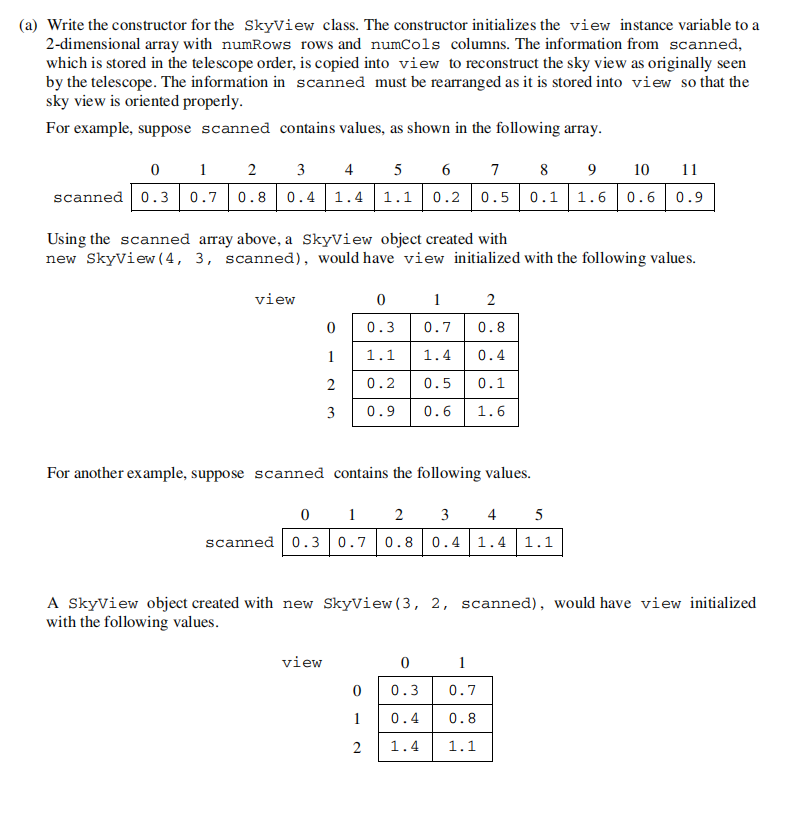 (a) Write the constructor for the SkyView class. The constructor initializes the view instance variable to a
2-dimensional array with numRows rows and numCols columns. The information from scanned,
which is stored in the telescope order, is copied into view to reconstruct the sky view as originally seen
by the telescope. The information in scanned must be rearranged as it is stored into view so that the
sky view is oriented properly.
For example, suppose scanned contains values, as shown in the following array.
0 1 2 3 4 5 6 7 8 9 10 11
scanned 0.3 0.7 0.8 0.4 1.4 1.1 0.2 0.5 0.1 1.6 0.6 0.9
Using the scanned array above, a SkyView object created with
new SkyView(4, 3, scanned), would have view initialized with the following values.
view 0 1 2
0 0.3 0.7 0.8
1 1.1 1.4 0.4
2 0.2 0.5 0.1
3 0.9 0.6 1.6
For another example, suppose scanned contains the following values.
0 1 2 3 4 5
scanned 0.3 0.7 0.8 0.4 1.4 1.1
A SkyView object created with new SkyView(3, 2, scanned), would have view initialized
with the following values.
view 0 1
0 0.3 0.7
1 0.4 0.8
2 1.4 1.1